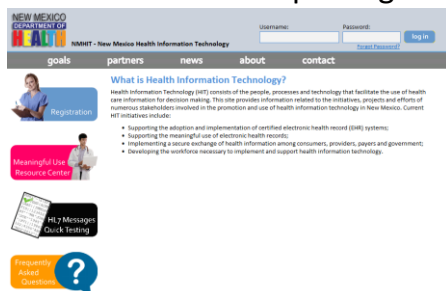 NEW MEXICO
DEPARTMENT OF
HEALTH
NMHIT - New Mexico Health Information Technology
Username:
Password:
log in
Forgot Password?
goals partners news about contact
What is Health Information Technology?
Health Information Technology (HIT) consists of the people, processes and technology that facilitate the use of health
care information for decision making. This site provides information related to the initiatives, projects and efforts of
numerous stakeholders involved in the promotion and use of health information technology in New Mexico. Current
HIT initiatives include:
• Supporting the adoption and implementation of certified electronic health record (EHR) systems;
• Supporting the meaningful use of electronic health records;
• Implementing a secure exchange of health information among consumers, providers, payers and government;
• Developing the workforce necessary to implement and support health information technology.
Registration
Meaningful Use
Resource Center
HL7 Messages
Quick Testing
Frequently
Asked
Questions
?